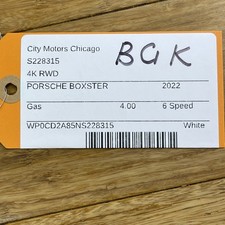 City Motors Chicago
BGK
S228315
4K RWD
PORSCHE BOXSTER 2022
Gas 4.00 6 Speed
WP0CD2A85NS228315 White